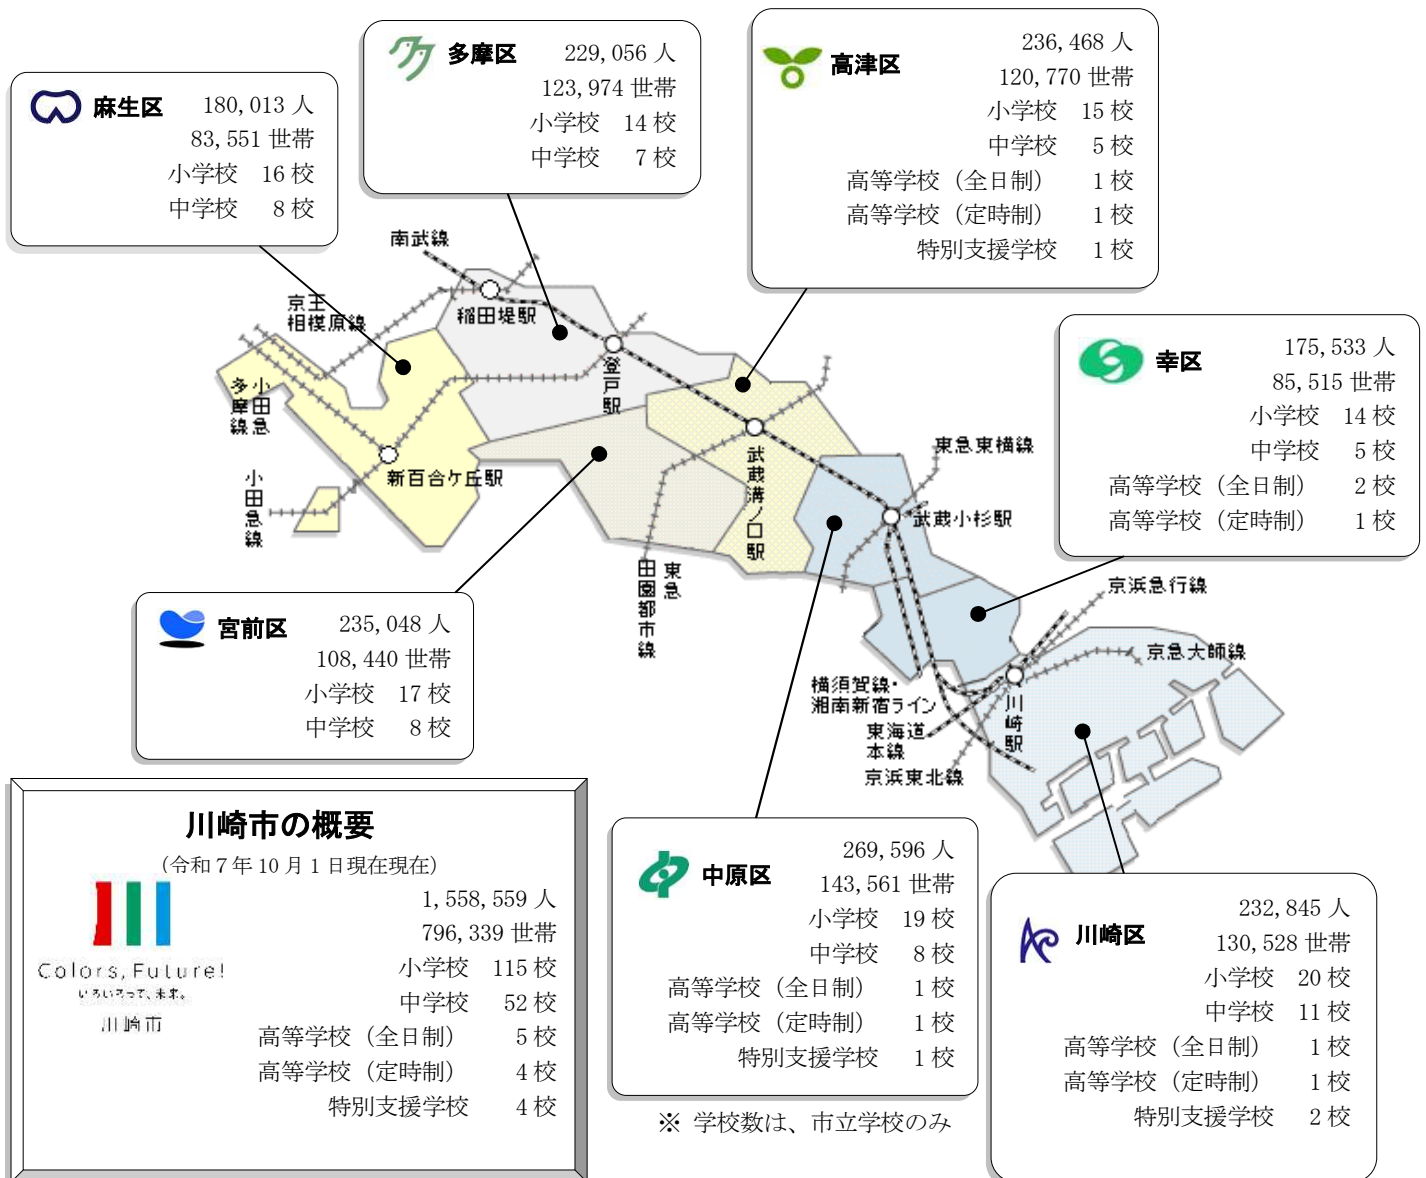 多摩区 229,056 人
123,974 世帯
小学校 14 校
中学校 7 校
高津区 236,468 人
120,770 世帯
小学校 15 校
中学校 5 校
高等学校（全日制） 1 校
高等学校（定時制） 1 校
特別支援学校 1 校
麻生区 180,013 人
83,551 世帯
小学校 16 校
中学校 8 校
幸区 175,533 人
85,515 世帯
小学校 14 校
中学校 5 校
高等学校（全日制） 2 校
高等学校（定時制） 1 校
南武線
京王
相模原線
稲田堤駅
登戸駅
小田急
多摩線
新百合ケ丘駅
小田急線
武蔵溝ノ口駅
東急東横線
武蔵小杉駅
東急
田園都市線
京浜急行線
京急大師線
横須賀線・
湘南新宿ライン
東海道
本線
京浜東北線
川崎駅
宮前区 235,048 人
108,440 世帯
小学校 17 校
中学校 8 校
川崎市の概要
（令和７年 10 月 1 日現在現在）
1,558,559 人
796,339 世帯
小学校 115 校
中学校 52 校
高等学校（全日制） 5 校
高等学校（定時制） 4 校
特別支援学校 4 校
Colors, Future!
いろいろって、未来。
川崎市
中原区 269,596 人
143,561 世帯
小学校 19 校
中学校 8 校
高等学校（全日制） 1 校
高等学校（定時制） 1 校
特別支援学校 1 校
※ 学校数は、市立学校のみ
川崎区 232,845 人
130,528 世帯
小学校 20 校
中学校 11 校
高等学校（全日制） 1 校
高等学校（定時制） 1 校
特別支援学校 2 校